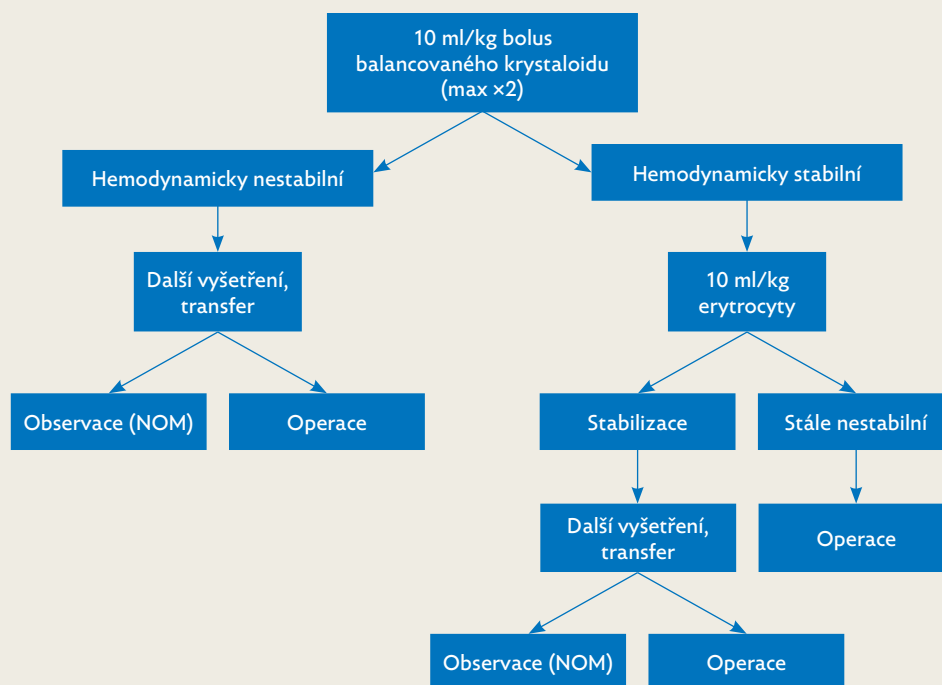 10 ml/kg bolus
balancovaného krystaloidu
(max ×2)
Hemodynamicky nestabilní
Hemodynamicky stabilní
Další vyšetření,
transfer
10 ml/kg
erytrocyty
Observace (NOM)
Operace
Stabilizace
Stále nestabilní
Další vyšetření,
transfer
Operace
Observace (NOM)
Operace